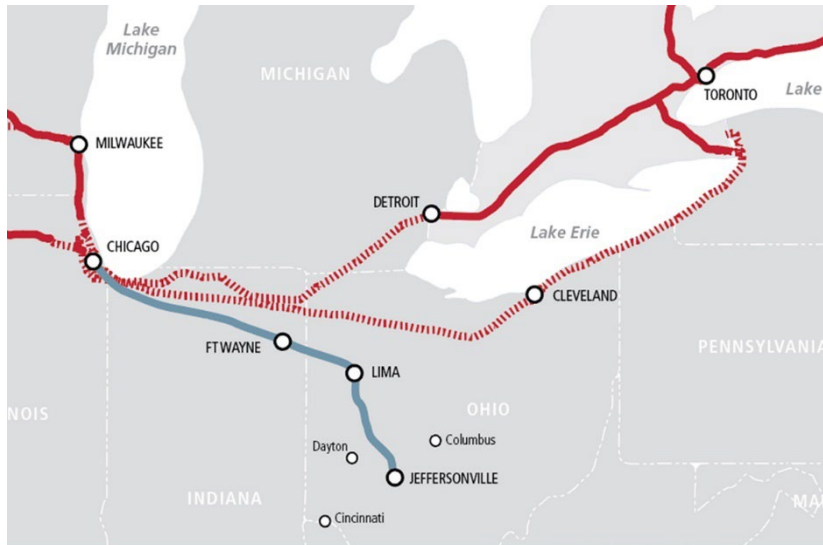 Lake
Michigan
MICHIGAN
TORONTO
Lake
MILWAUKEE
DETROIT
Lake Erie
CHICAGO
CLEVELAND
FT WAYNE
PENNSYLVANIA
LIMA
NOIS
OHIO
Dayton
Columbus
JEFFERSONVILLE
INDIANA
MA
Cincinnati